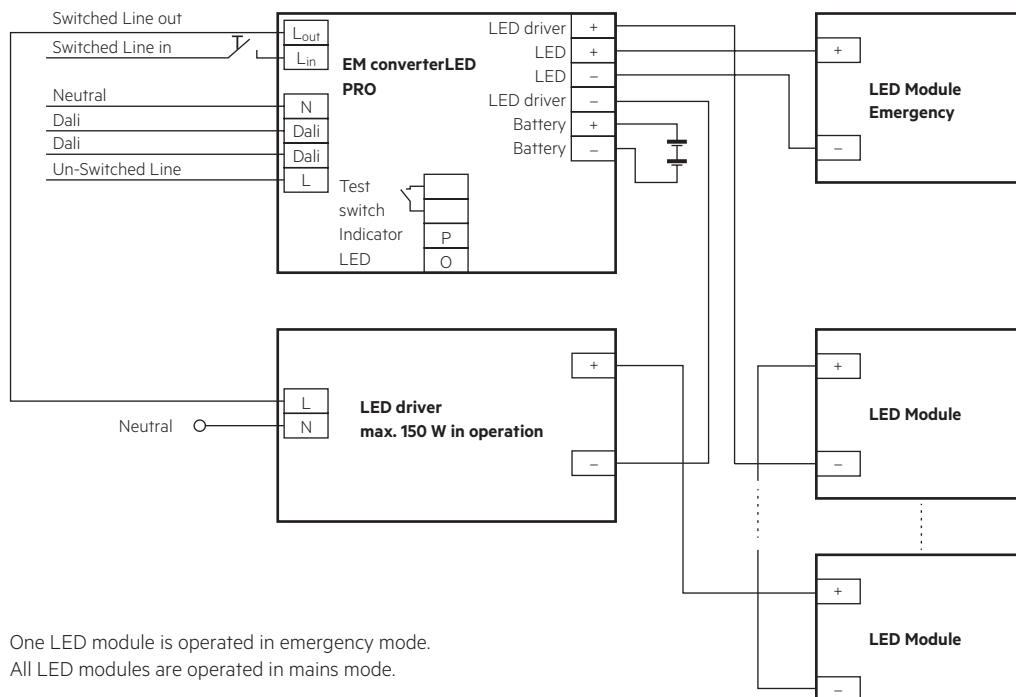 Switched Line out
Switched Line in
Neutral
Dali
Dali
Un-Switched Line
Lout
Lin
N
Dali
Dali
L
EM converterLED
PRO
Test
switch
Indicator
LED
P
O
LED driver +
LED +
LED –
LED driver –
Battery +
Battery –
+
–
LED Module
Emergency
L
N
Neutral
LED driver
max. 150 W in operation
+
–
+
–
LED Module
+
–
LED Module
One LED module is operated in emergency mode.
All LED modules are operated in mains mode.